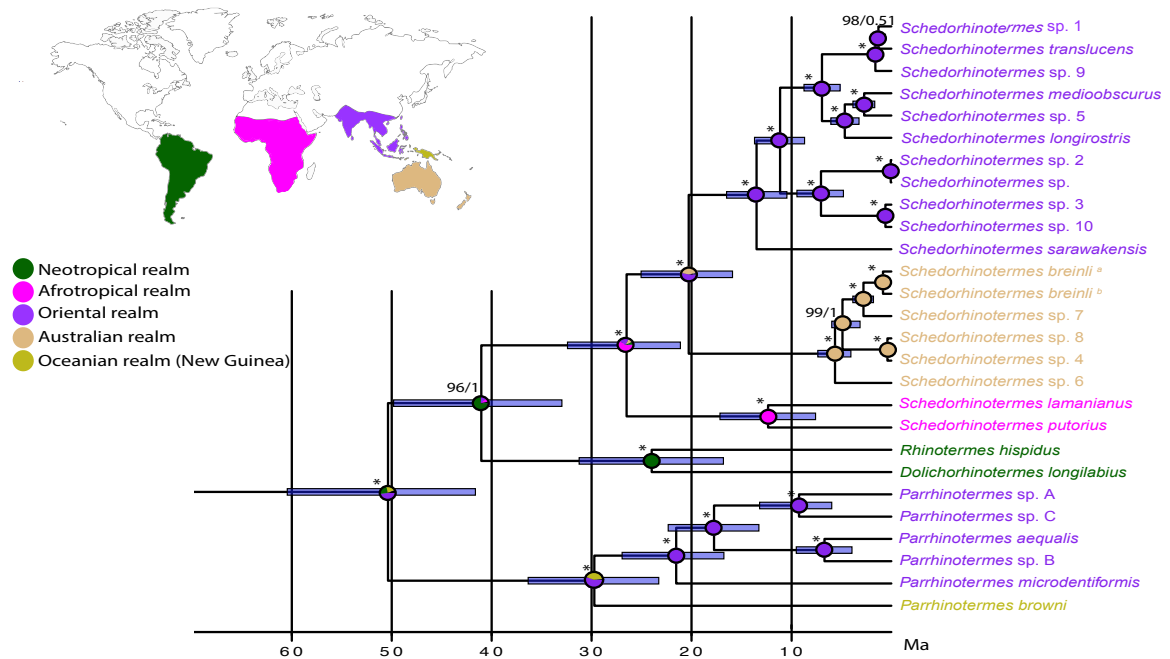 98/0.51
Schedorhinotermes sp. 1
* Schedorhinotermes translucens
Schedorhinotermes sp. 9
* * Schedorhinotermes medioobscurus
Schedorhinotermes sp. 5
* Schedorhinotermes longirostris
* * Schedorhinotermes sp. 2
* * Schedorhinotermes sp.
* Schedorhinotermes sp. 3
Schedorhinotermes sp. 10
Schedorhinotermes sarawakensis
* * Schedorhinotermes breinli a
* Schedorhinotermes breinli b
99/1 Schedorhinotermes sp. 7
* * Schedorhinotermes sp. 8
Schedorhinotermes sp. 4
Schedorhinotermes sp. 6
* Schedorhinotermes lamanianus
Schedorhinotermes putorius
* Rhinotermes hispidus
Dolichorhinotermes longilabius
* Parrhinotermes sp. A
* Parrhinotermes sp. C
* * Parrhinotermes aequalis
Parrhinotermes sp. B
* Parrhinotermes microdentiformis
Parrhinotermes browni
Neotropical realm
Afrotropical realm
Oriental realm
Australian realm
Oceanian realm (New Guinea)
*
96/1
*
60 50 40 30 20 10 Ma